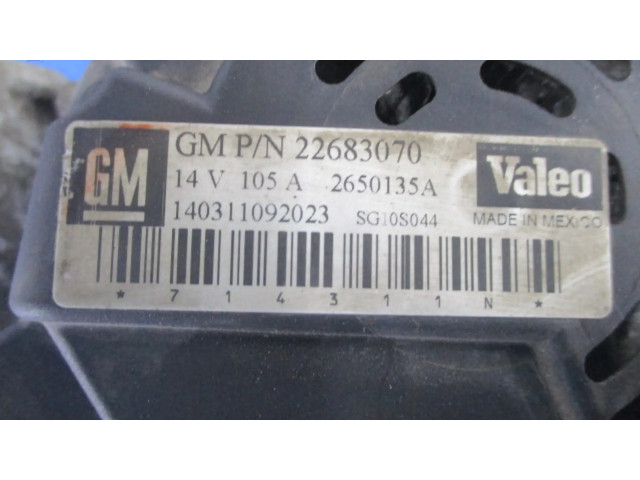 GM
GM P/N 22683070
14 V 105 A 2650135A
140311092023 SG10S044
Valeo
MADE IN MEXICO
* 7 1 4 3 1 1 N *